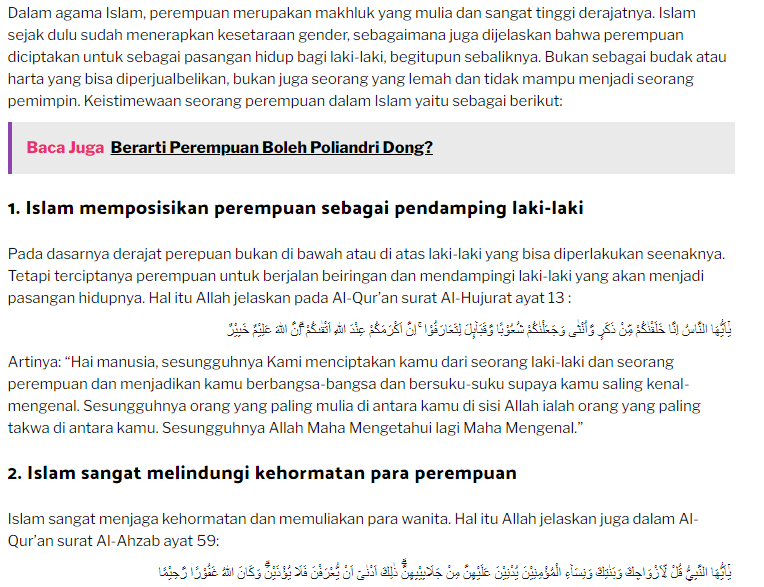 Dalam agama Islam, perempuan merupakan makhluk yang mulia dan sangat tinggi derajatnya. Islam
sejak dulu sudah menerapkan kesetaraan gender, sebagaimana juga dijelaskan bahwa perempuan
diciptakan untuk sebagai pasangan hidup bagi laki-laki, begitupun sebaliknya. Bukan sebagai budak atau
harta yang bisa diperjualbelikan, bukan juga seorang yang lemah dan tidak mampu menjadi seorang
pemimpin. Keistimewaan seorang perempuan dalam Islam yaitu sebagai berikut:
Baca Juga Berarti Perempuan Boleh Poliandri Dong?
1. Islam memposisikan perempuan sebagai pendamping laki-laki
Pada dasarnya derajat perepuan bukan di bawah atau di atas laki-laki yang bisa diperlakukan seenaknya.
Tetapi terciptanya perempuan untuk berjalan beiringan dan mendampingi laki-laki yang akan menjadi
pasangan hidupnya. Hal itu Allah jelaskan pada Al-Qur’an surat Al-Hujurat ayat 13 :
يٰٓاَيُّهَا النَّاسُ اِنَّا خَلَقْنٰكُمْ مِّنْ ذَكَرٍ وَّاُنْثٰى وَجَعَلْنٰكُمْ شُعُوْبًا وَّقَبَاۤىِٕلَ لِتَعَارَفُوْا ۚ اِنَّ اَكْرَمَكُمْ عِنْدَ اللّٰهِ اَتْقٰىكُمْ ۗاِنَّ اللّٰهَ عَلِيْمٌ خَبِيْرٌ
Artinya: “Hai manusia, sesungguhnya Kami menciptakan kamu dari seorang laki-laki dan seorang
perempuan dan menjadikan kamu berbangsa-bangsa dan bersuku-suku supaya kamu saling kenal-
mengenal. Sesungguhnya orang yang paling mulia di antara kamu di sisi Allah ialah orang yang paling
takwa di antara kamu. Sesungguhnya Allah Maha Mengetahui lagi Maha Mengenal.”
2. Islam sangat melindungi kehormatan para perempuan
Islam sangat menjaga kehormatan dan memuliakan para wanita. Hal itu Allah jelaskan juga dalam Al-
Qur’an surat Al-Ahzab ayat 59:
يٰٓاَيُّهَا النَّبِيُّ قُلْ لِّاَزْوَاجِكَ وَبَنٰتِكَ وَنِسَاۤءِ الْمُؤْمِنِيْنَ يُدْنِيْنَ عَلَيْهِنَّ مِنْ جَلَابِيْبِهِنَّۗ ذٰلِكَ اَدْنٰىٓ اَنْ يُّعْرَفْنَ فَلَا يُؤْذَيْنَۗ وَكَانَ اللّٰهُ غَفُوْرًا رَّحِيْمًا